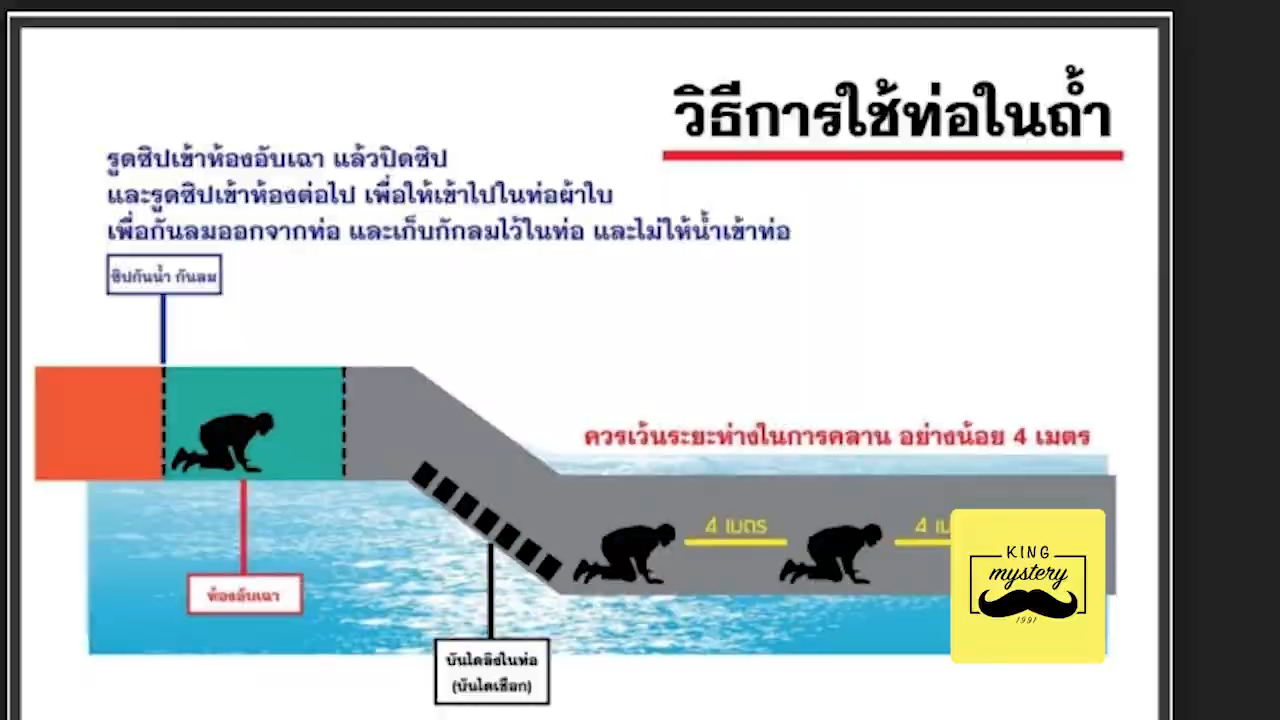 วิธีการใช้ท่อในถ้ำ
รูดซิปเข้าห้องอับเฉา แล้วปิดซิป
และรูดซิปเข้าห้องต่อไป เพื่อให้เข้าไปในท่อผ้าใบ
เพื่อกันลมออกจากท่อ และเก็บกักลมไว้ในท่อ และไม่ให้น้ำเข้าท่อ
ซิปกันน้ำ กันลม
ควรเว้นระยะห่างในการคลาน อย่างน้อย 4 เมตร
4 เมตร
4 เม
KING
mystery
1991
ห้องอับเฉา
บันไดลิงในท่อ
(บันไดเชือก)